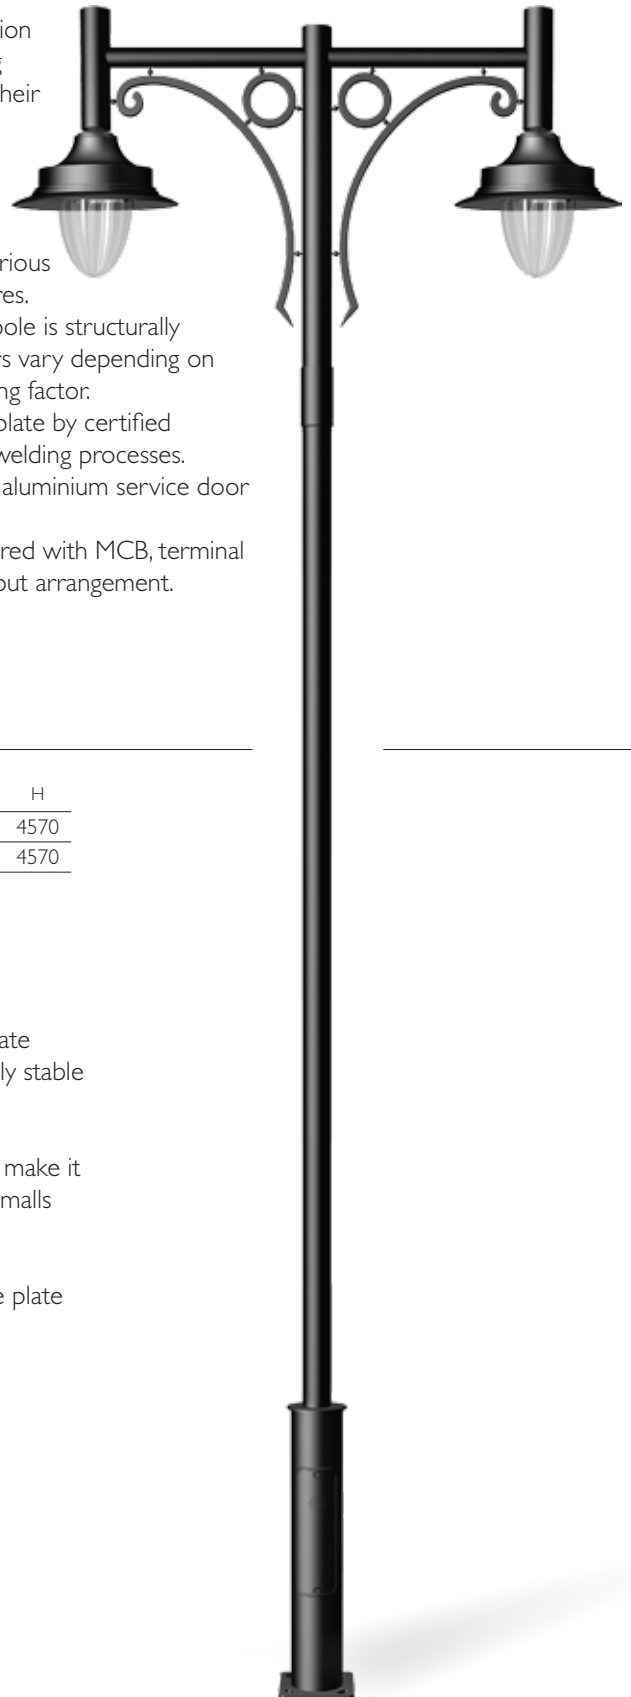 ion
heir
rious
res.
pole is structurally
rs vary depending on
ng factor.
plate by certified
welding processes.
aluminium service door
red with MCB, terminal
out arrangement.
H
4570
4570
ate
ly stable
make it
malls
e plate